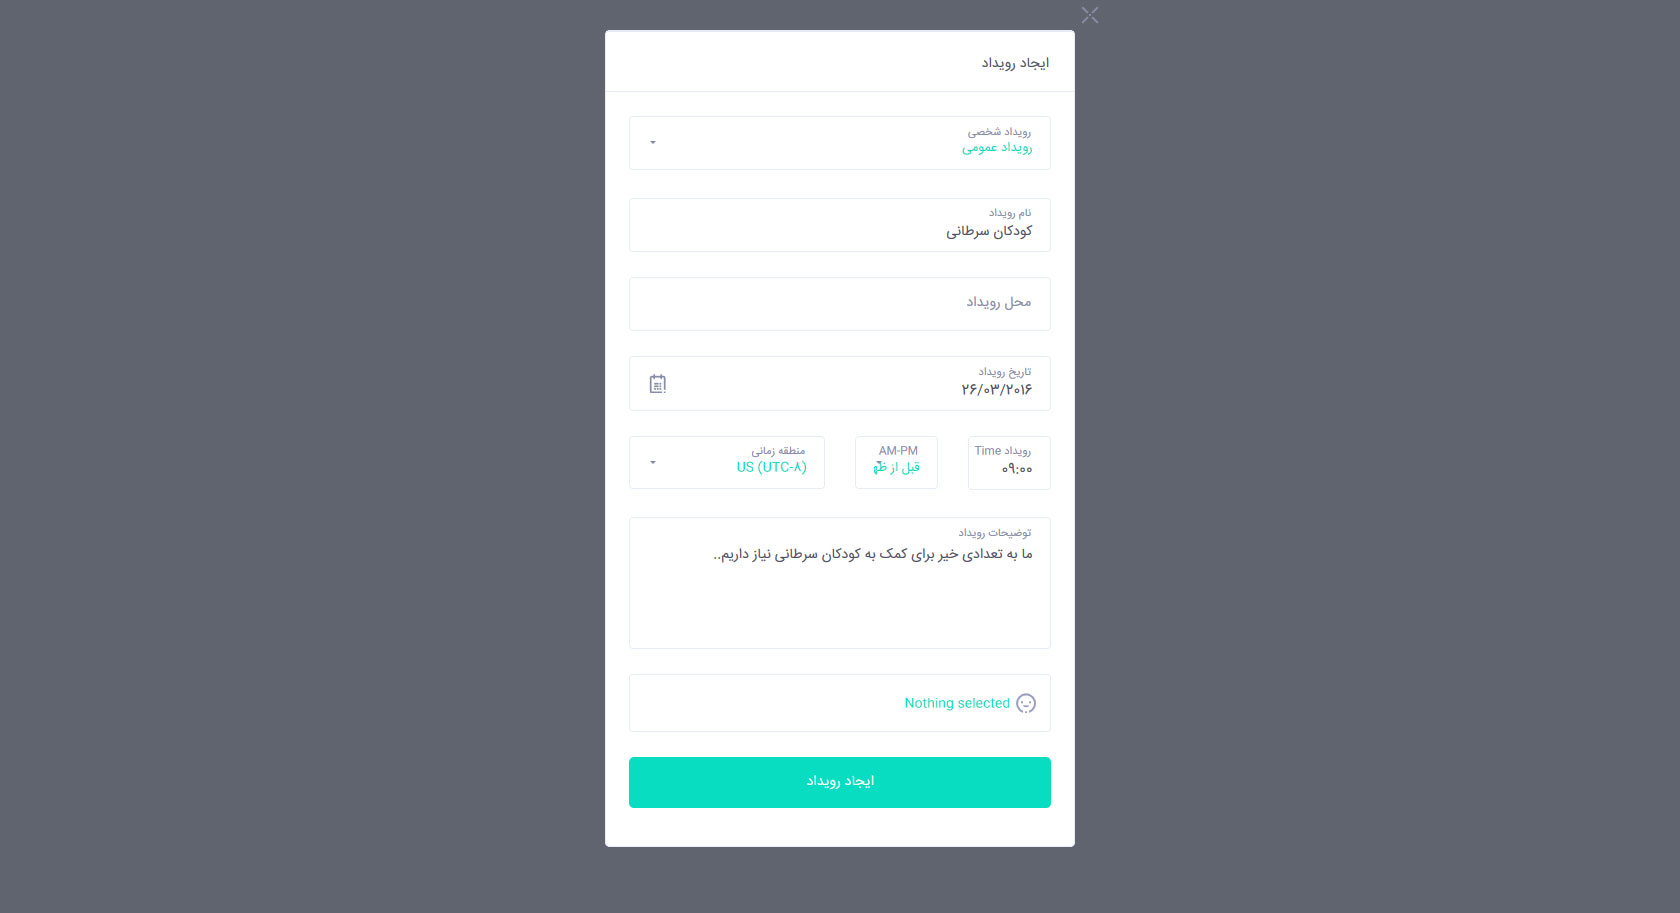 ایجاد رویداد
رویداد شخصی
رویداد عمومی
نام رویداد
کودکان سرطانی
محل رویداد
تاریخ رویداد
۲۶/۰۳/۲۰۱۶
رویداد Time
۰۹:۰۰
AM-PM
قبل از ظه
منطقه زمانی
US (UTC-۸)
توضیحات رویداد
ما به تعدادی خیر برای کمک به کودکان سرطانی نیاز داریم..
Nothing selected
ایجاد رویداد